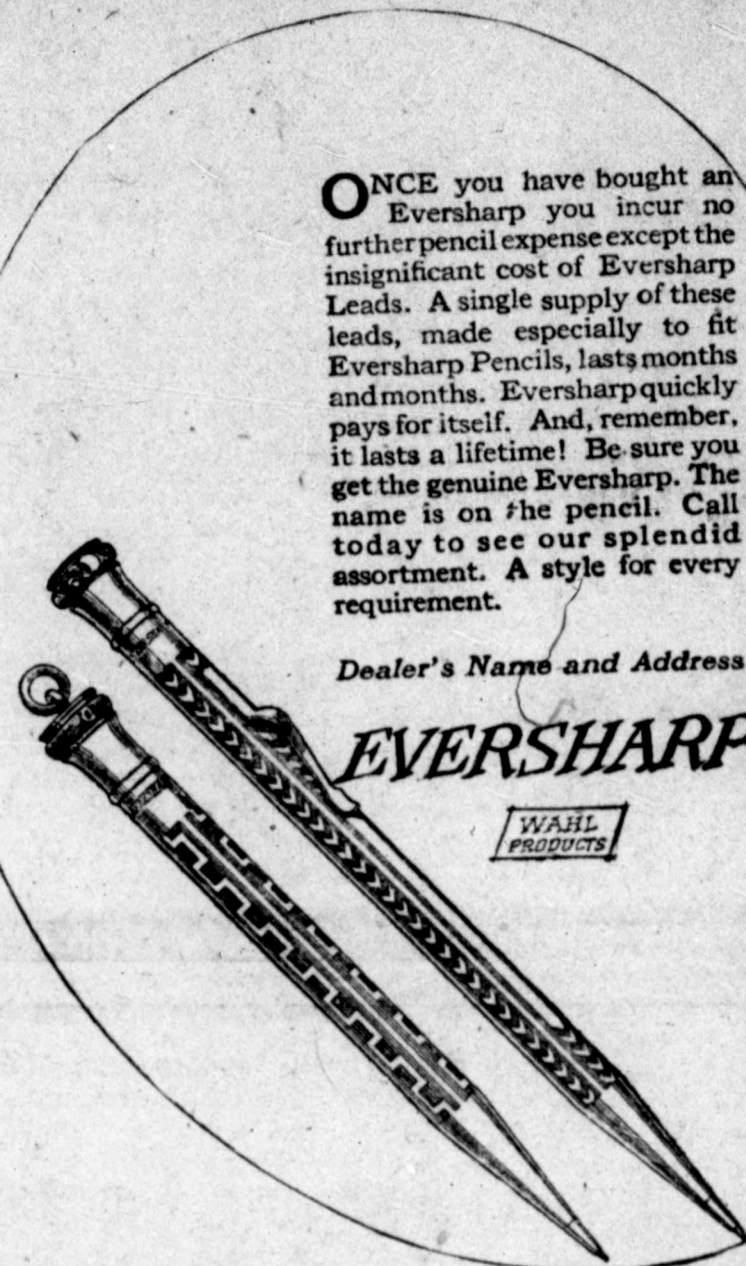 ONCE you have bought an
Eversharp you incur no
further pencil expense except the
insignificant cost of Eversharp
Leads. A single supply of these
leads, made especially to fit
Eversharp Pencils, lasts months
and months. Eversharp quickly
pays for itself. And, remember,
it lasts a lifetime! Be sure you
get the genuine Eversharp. The
name is on the pencil. Call
today to see our splendid
assortment. A style for every
requirement.
Dealer's Name and Address
EVERSHARP
WAHL
PRODUCTS